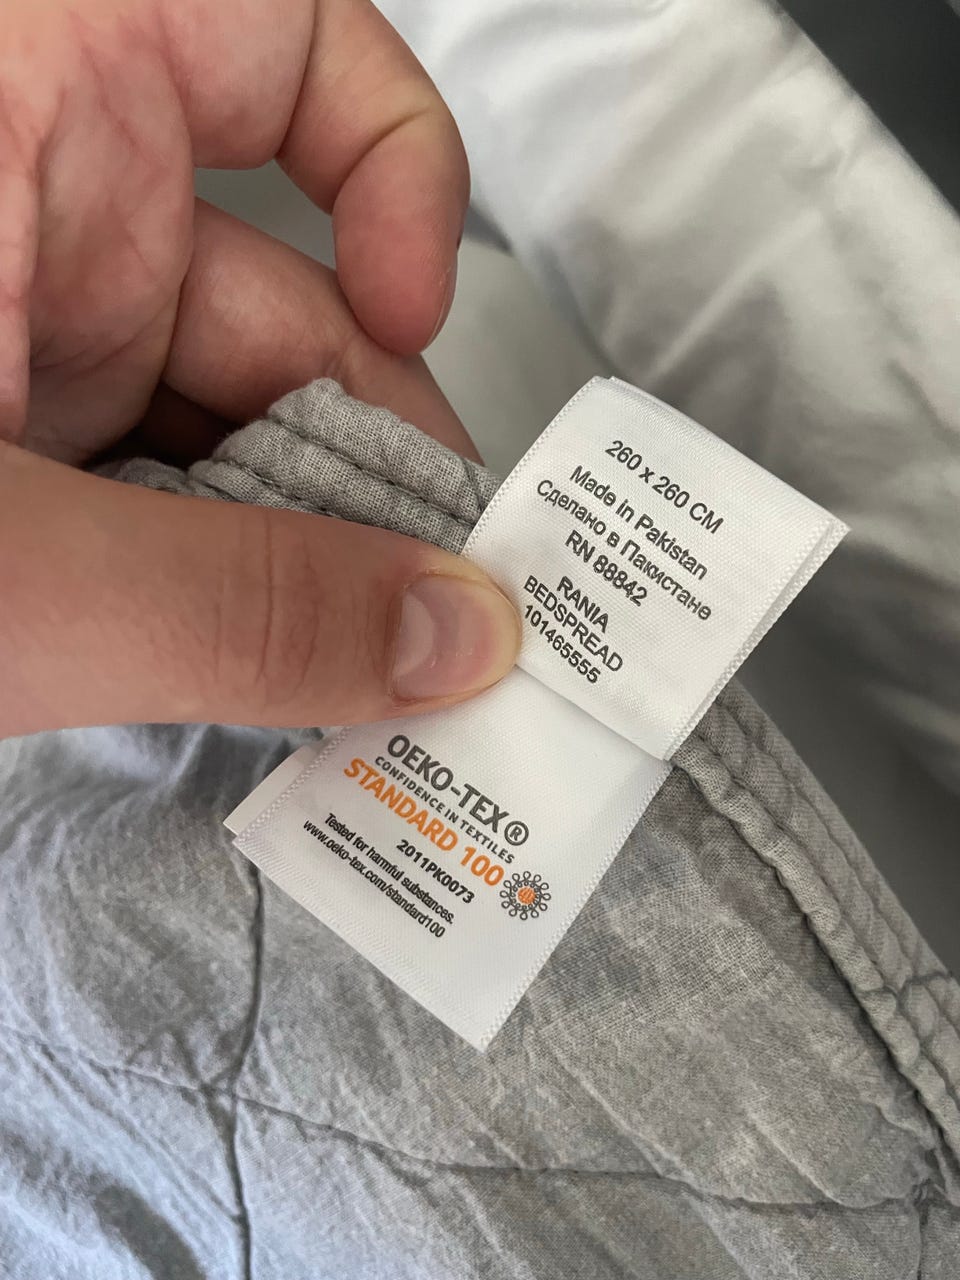 260 x 260 CM
Made in Pakistan
Сделано в Пакистане
RN 88842
RANIA
BEDSPREAD
101465555
OEKO-TEX®
CONFIDENCE IN TEXTILES
STANDARD 100
2011PK0073
Tested for harmful substances.
www.oeko-tex.com/standard100